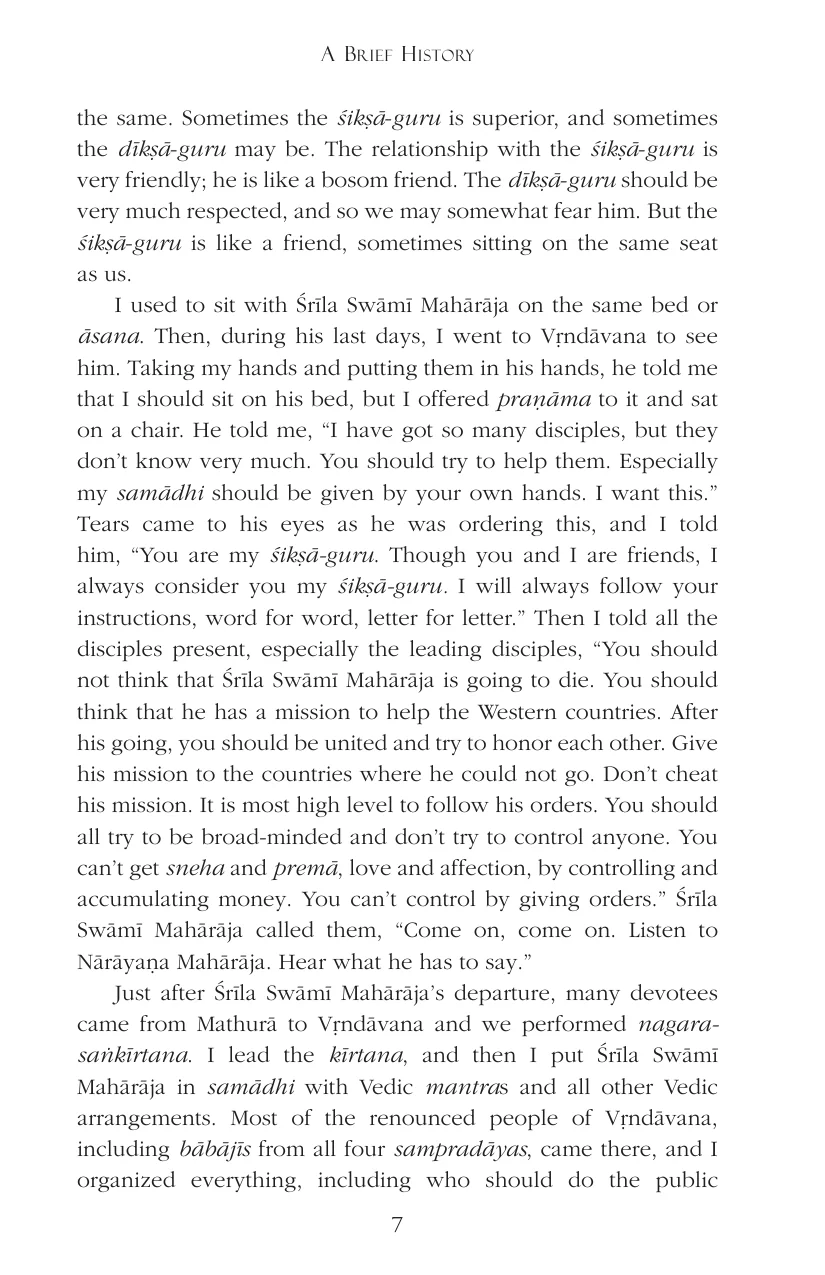 A Brief History
the same. Sometimes the śikṣā-guru is superior, and sometimes
the dīkṣā-guru may be. The relationship with the śikṣā-guru is
very friendly; he is like a bosom friend. The dīkṣā-guru should be
very much respected, and so we may somewhat fear him. But the
śikṣā-guru is like a friend, sometimes sitting on the same seat
as us.
I used to sit with Śrīla Swāmī Mahārāja on the same bed or
āsana. Then, during his last days, I went to Vṛndāvana to see
him. Taking my hands and putting them in his hands, he told me
that I should sit on his bed, but I offered praṇāma to it and sat
on a chair. He told me, “I have got so many disciples, but they
don’t know very much. You should try to help them. Especially
my samādhi should be given by your own hands. I want this.”
Tears came to his eyes as he was ordering this, and I told
him, “You are my śikṣā-guru. Though you and I are friends, I
always consider you my śikṣā-guru. I will always follow your
instructions, word for word, letter for letter.” Then I told all the
disciples present, especially the leading disciples, “You should
not think that Śrīla Swāmī Mahārāja is going to die. You should
think that he has a mission to help the Western countries. After
his going, you should be united and try to honor each other. Give
his mission to the countries where he could not go. Don’t cheat
his mission. It is most high level to follow his orders. You should
all try to be broad-minded and don’t try to control anyone. You
can’t get sneha and premā, love and affection, by controlling and
accumulating money. You can’t control by giving orders.” Śrīla
Swāmī Mahārāja called them, “Come on, come on. Listen to
Nārāyaṇa Mahārāja. Hear what he has to say.”
Just after Śrīla Swāmī Mahārāja’s departure, many devotees
came from Mathurā to Vṛndāvana and we performed nagara-
saṅkīrtana. I lead the kīrtana, and then I put Śrīla Swāmī
Mahārāja in samādhi with Vedic mantras and all other Vedic
arrangements. Most of the renounced people of Vṛndāvana,
including bābājīs from all four sampradāyas, came there, and I
organized everything, including who should do the public
7